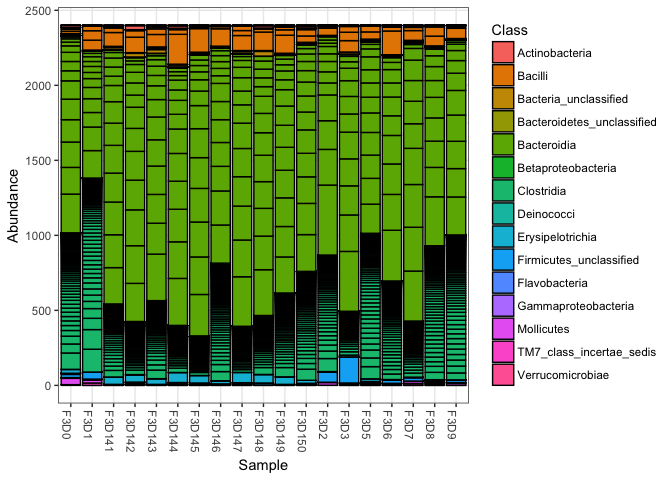 2500
2000
1500
1000
500
0
Abundance
F3D0
F3D1
F3D141
F3D142
F3D143
F3D144
F3D145
F3D146
F3D147
F3D148
F3D149
F3D150
F3D2
F3D3
F3D5
F3D6
F3D7
F3D8
F3D9
Sample
Class
Actinobacteria
Bacilli
Bacteria_unclassified
Bacteroidetes_unclassified
Bacteroidia
Betaproteobacteria
Clostridia
Deinococci
Erysipelotrichia
Firmicutes_unclassified
Flavobacteria
Gammaproteobacteria
Mollicutes
TM7_class_incertae_sedis
Verrucomicrobiae